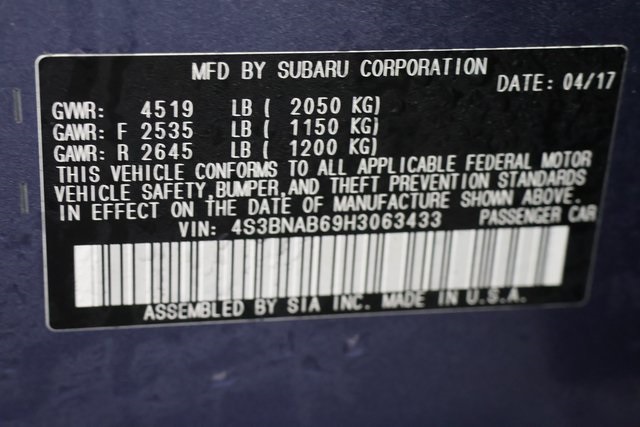 MFD BY SUBARU CORPORATION
DATE: 04/17
GVWR: 4519 LB ( 2050 KG)
GAWR: F 2535 LB ( 1150 KG)
GAWR: R 2645 LB ( 1200 KG)
THIS VEHICLE CONFORMS TO ALL APPLICABLE FEDERAL MOTOR
VEHICLE SAFETY,BUMPER,AND THEFT PREVENTION STANDARDS
IN EFFECT ON THE DATE OF MANUFACTURE SHOWN ABOVE.
VIN: 4S3BNAB69H3063433 PASSENGER CAR
ASSEMBLED BY SIA INC. MADE IN U.S.A.